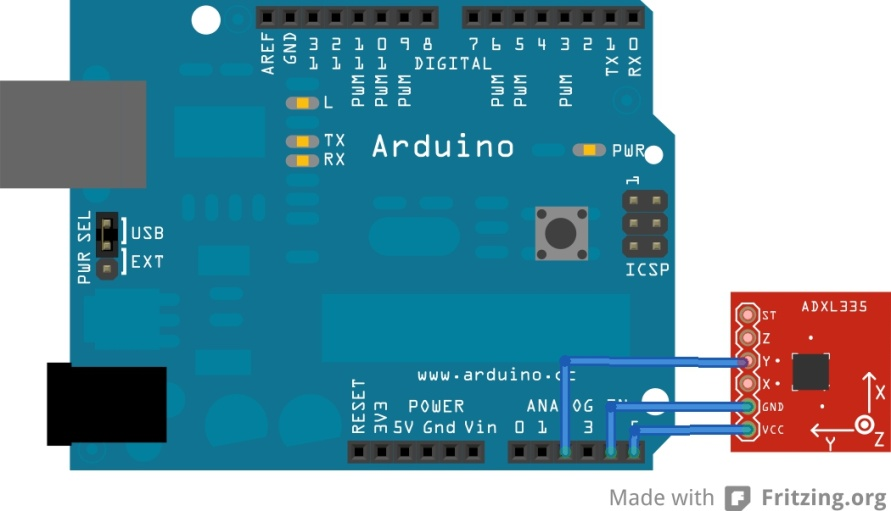 AREF
GND
13
12
11
10
9
8
7
6
5
4
3
2
TX 1
RX 0
DIGITAL
PWM
PWM
PWM
PWM
PWM
PWM
L
TX
RX
Arduino
PWR
1
ICSP
PWR SEL
USB
EXT
www.arduino.cc
RESET
3V3
POWER
5V Gnd Vin
ANALOG IN
0 1 3 5
ADXL335
ST
Z
Y
X
GND
VCC
X
Y
Z
Made with Fritzing.org